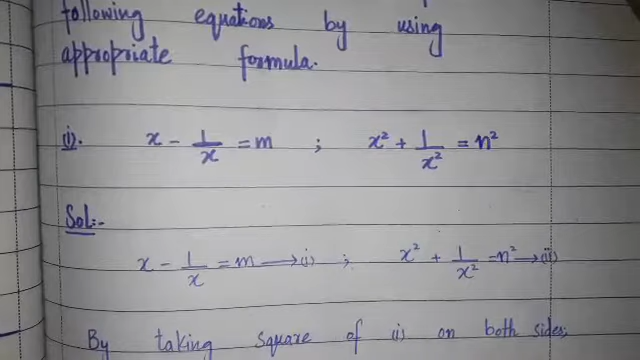 following equations by using
appropriate formula.
(i). x - 1/x = m ; x² + 1/x² = n²
Sol:-
x - 1/x = m → (i) ; x² + 1/x² = n² → (ii)
By taking square of (i) on both sides;